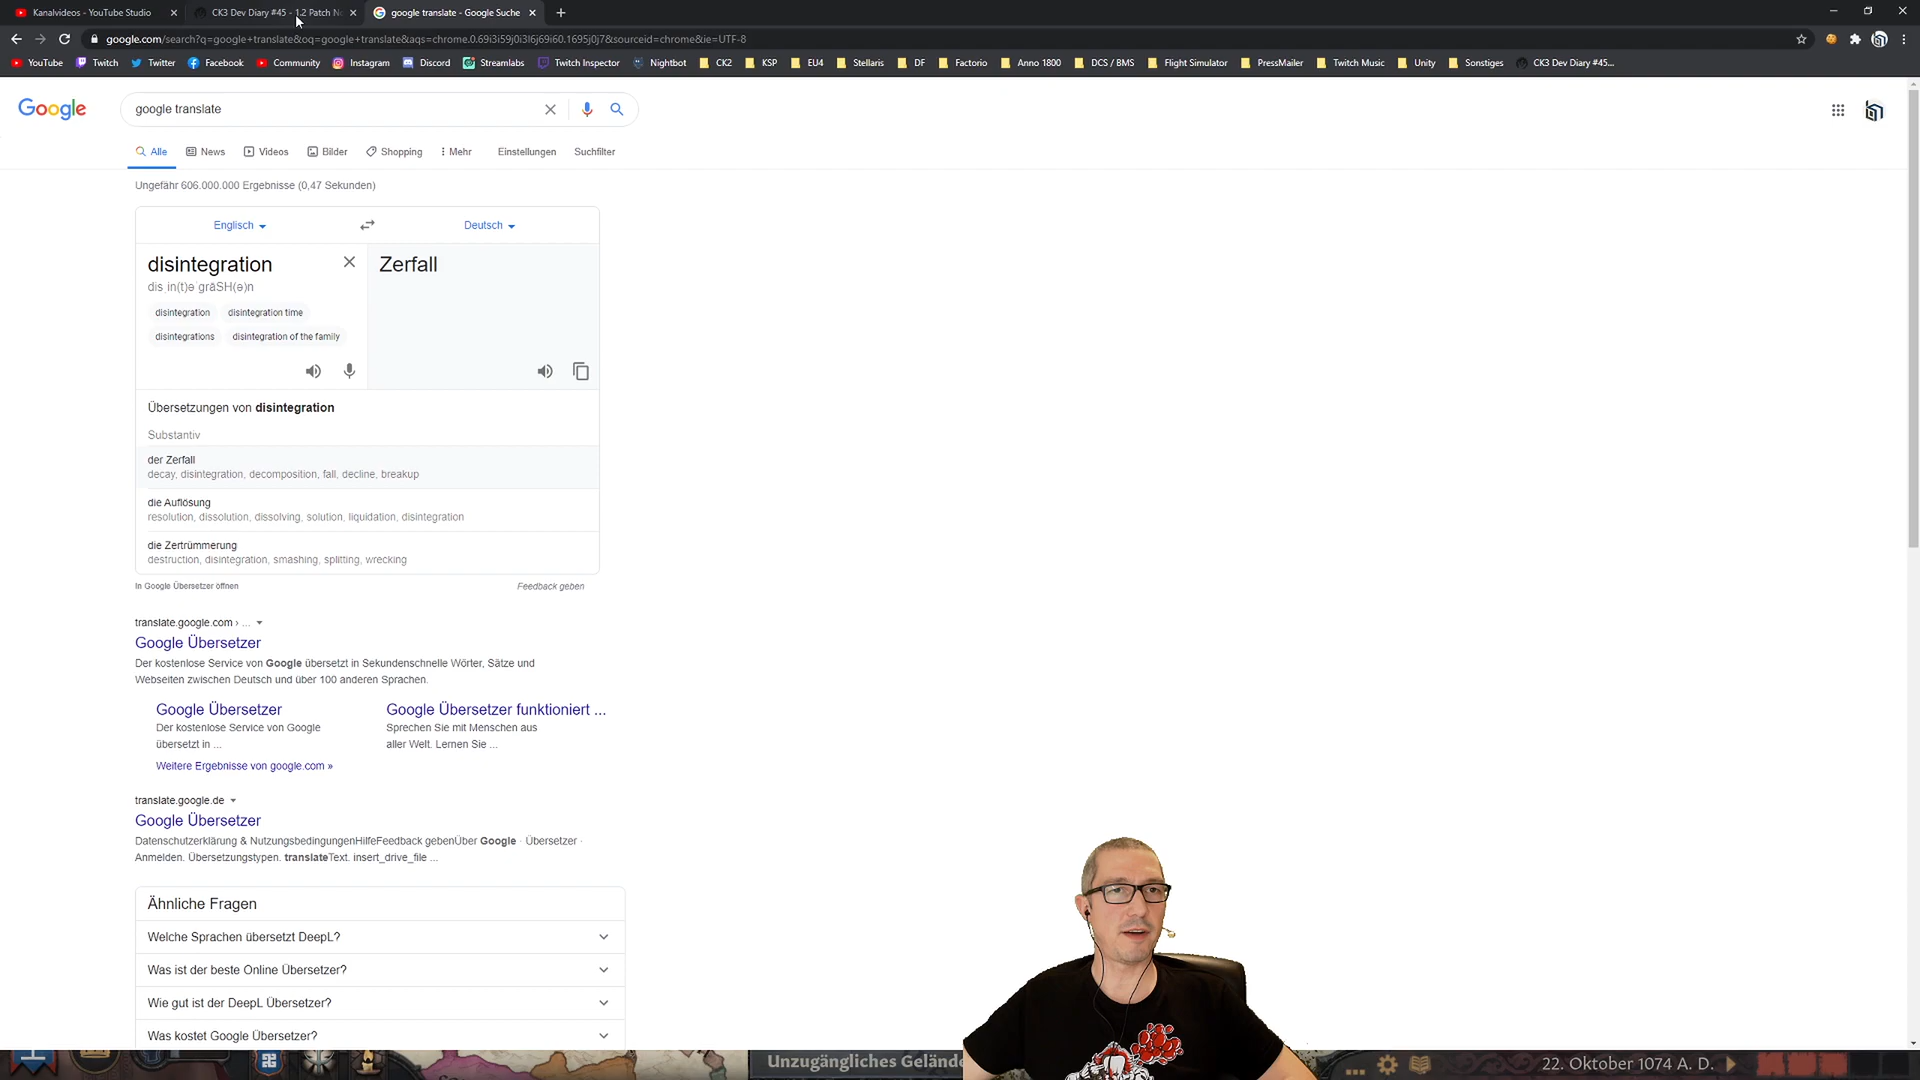 Kanalvideos - YouTube Studio
CK3 Dev Diary #45 - 1.2 Patch No
google translate - Google Suche
google.com/search?q=google+translate&oq=google+translate&aqs=chrome.0.69i3i59j0i3l6j69i60.1695j0j7&sourceid=chrome&ie=UTF-8
YouTube Twitch Twitter Facebook Community Instagram Discord Streamlabs Twitch Inspector Nightbot CK2 KSP EU4 Stellaris DF Factorio Anno 1800 DCS / BMS Flight Simulator PressMailer Twitch Music Unity Sonstiges CK3 Dev Diary #45...
Google
google translate
Alle News Videos Bilder Shopping Mehr Einstellungen Suchfilter
Ungefähr 606.000.000 Ergebnisse (0,47 Sekunden)
Englisch Deutsch
disintegration Zerfall
dis in(t)əˈgrāSH(ə)n
disintegration disintegration time
disintegrations disintegration of the family
Übersetzungen von disintegration
Substantiv
der Zerfall
decay, disintegration, decomposition, fall, decline, breakup
die Auflösung
resolution, dissolution, dissolving, solution, liquidation, disintegration
die Zertrümmerung
destruction, disintegration, smashing, splitting, wrecking
In Google Übersetzer öffnen Feedback geben
translate.google.com › ...
Google Übersetzer
Der kostenlose Service von Google übersetzt in Sekundenschnelle Wörter, Sätze und
Webseiten zwischen Deutsch und über 100 anderen Sprachen.
Google Übersetzer
Der kostenlose Service von Google
übersetzt in ...
Google Übersetzer funktioniert ...
Sprechen Sie mit Menschen aus
aller Welt. Lernen Sie ...
Weitere Ergebnisse von google.com »
translate.google.de
Google Übersetzer
Datenschutzerklärung & NutzungsbedingungenHilfeFeedback gebenÜber Google · Übersetzer ·
Anmelden. Übersetzungstypen. translateText. insert_drive_file ...
Ähnliche Fragen
Welche Sprachen übersetzt DeepL?
Was ist der beste Online Übersetzer?
Wie gut ist der DeepL Übersetzer?
Was kostet Google Übersetzer?
Unzugängliches Gelände
22. Oktober 1074 A. D.